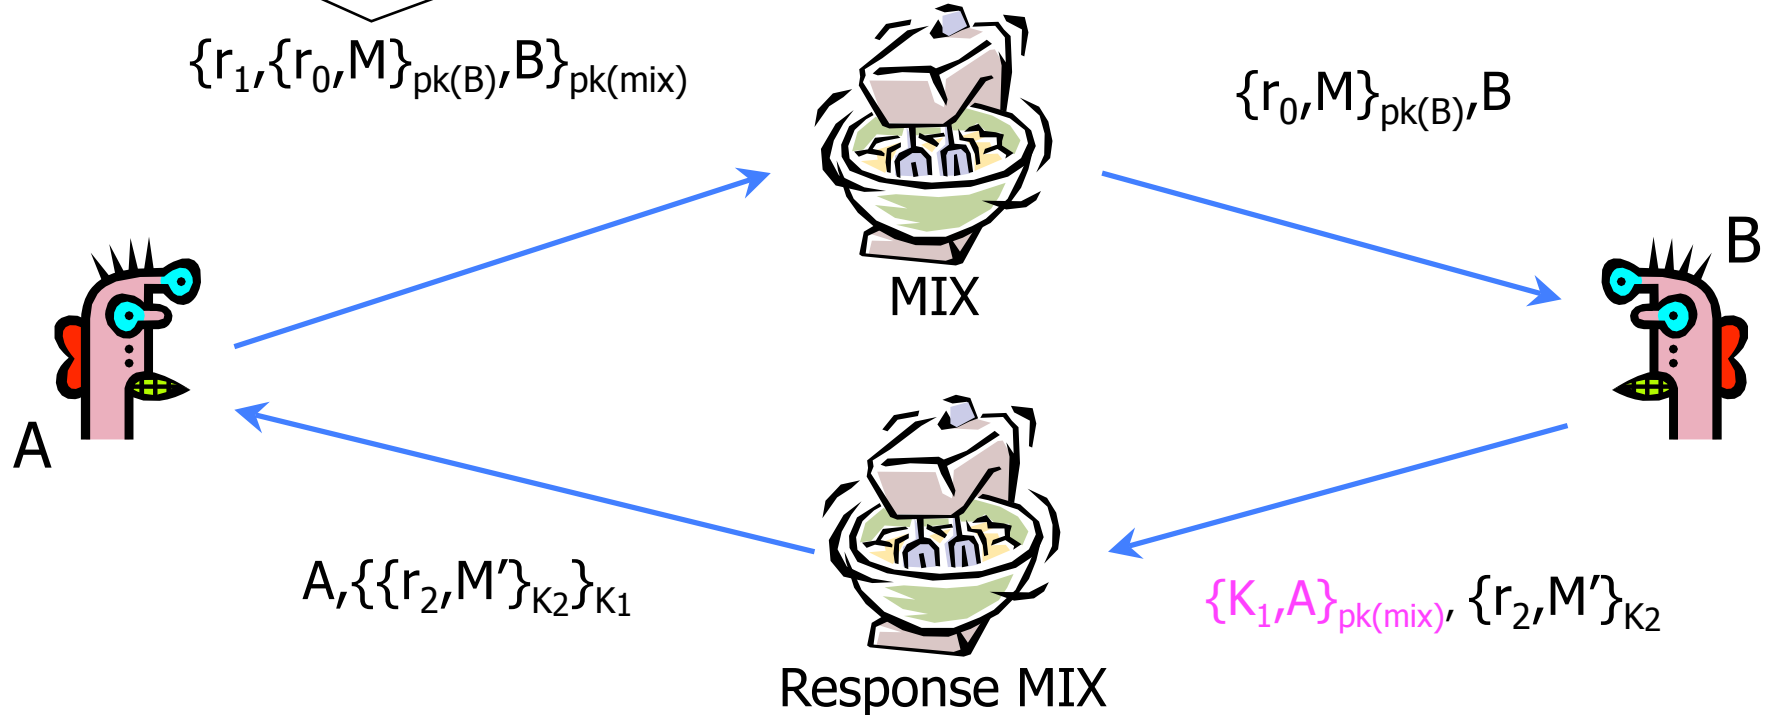 {r₁,{r₀,M}pk(B),B}pk(mix)
{r₀,M}pk(B),B
MIX
B
A
A,{{r₂,M′}K₂}K₁
{K₁,A}pk(mix), {r₂,M′}K₂
Response MIX